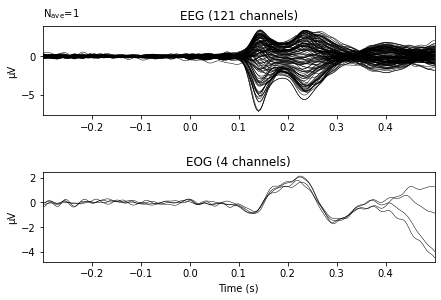 N_ave=1
EEG (121 channels)
0
−5
µV
−0.2 −0.1 0.0 0.1 0.2 0.3 0.4
EOG (4 channels)
2
0
−2
−4
µV
−0.2 −0.1 0.0 0.1 0.2 0.3 0.4
Time (s)